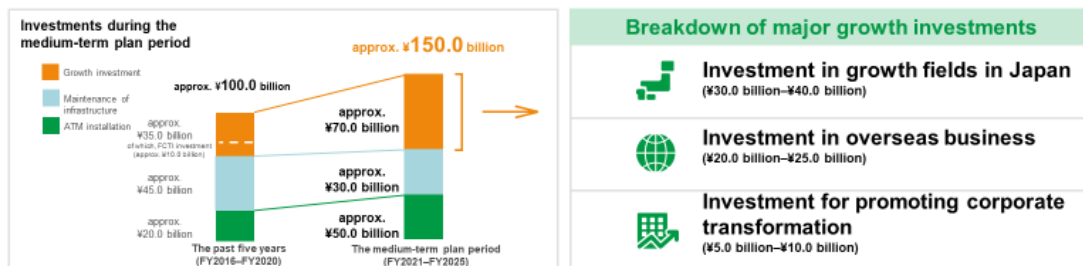 Investments during the
medium-term plan period
approx. ¥150.0 billion
Growth investment
approx. ¥100.0 billion
Maintenance of
infrastructure
ATM installation
approx.
¥35.0 billion
of which, FCTI investment
(approx. ¥10.0 billion)
approx.
¥70.0 billion
approx.
¥45.0 billion
approx.
¥30.0 billion
approx.
¥20.0 billion
approx.
¥50.0 billion
The past five years
(FY2016–FY2020)
The medium-term plan period
(FY2021–FY2025)
Breakdown of major growth investments
Investment in growth fields in Japan
(¥30.0 billion–¥40.0 billion)
Investment in overseas business
(¥20.0 billion–¥25.0 billion)
Investment for promoting corporate
transformation
(¥5.0 billion–¥10.0 billion)